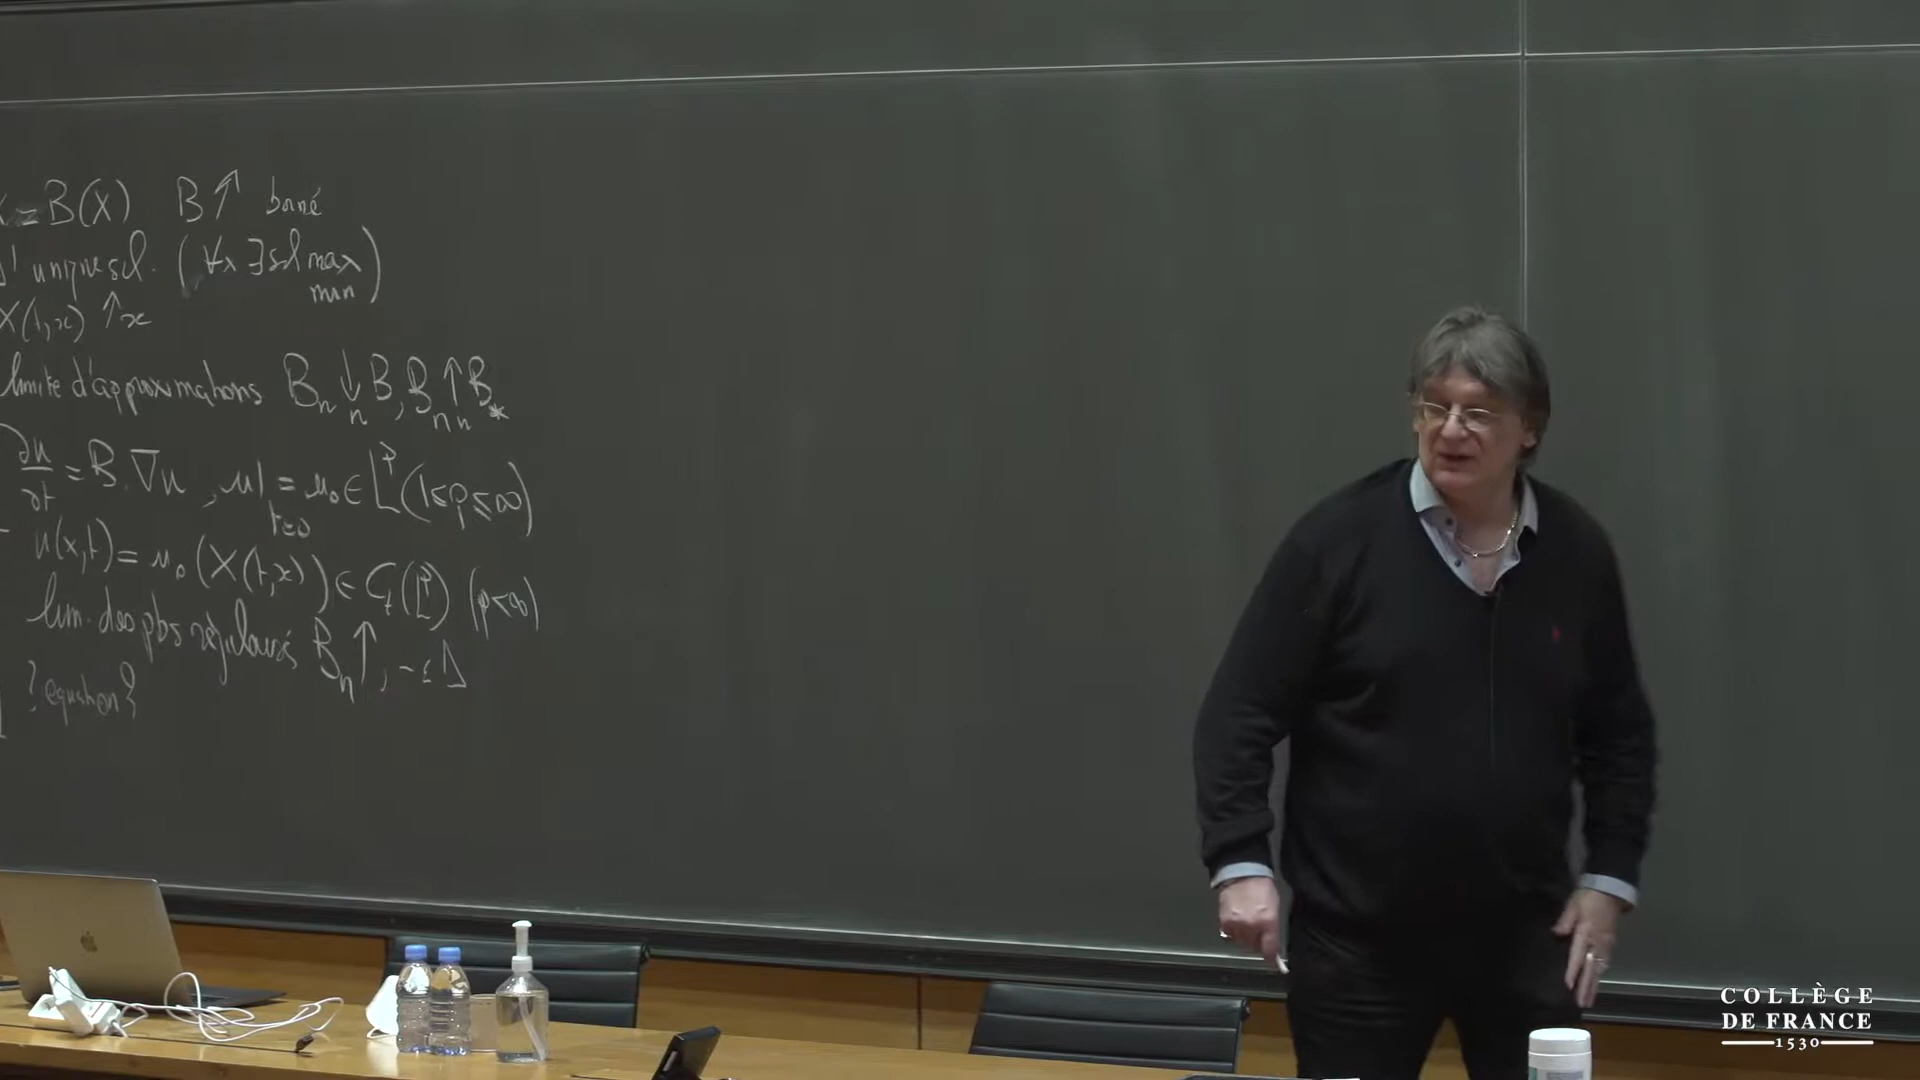 = B(X) B↑ borné
! unique sol. (∀x ∃ sol max
min)
X(t,x) ↑x
limite d'approximations Bn ↓n B, Bn ↑n B*
∂u/∂t = B.∇u, u|t=0 = u0 ∈ L^p (1≤p≤∞)
u(x,t) = u0(X(t,x)) ∈ Ct(L^p) (p<∞)
lim. des pbs régularisés Bn↑, -εΔ
? equation ?
COLLÈGE
DE FRANCE
1530